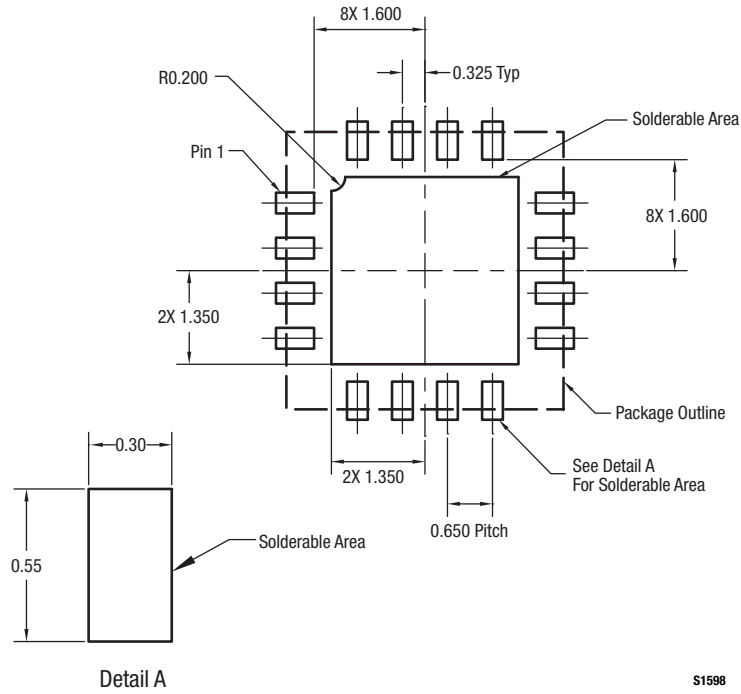 8X 1.600
0.325 Typ
R0.200
Solderable Area
Pin 1
8X 1.600
2X 1.350
Package Outline
0.30
2X 1.350
See Detail A
For Solderable Area
0.650 Pitch
0.55
Solderable Area
Detail A
S1598